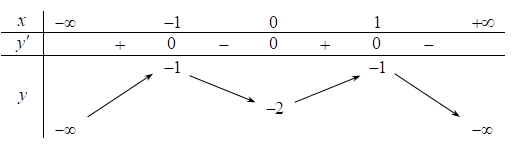 x −∞ −1 0 1 +∞
y′ + 0 − 0 + 0 −
−1 −1
y −2
−∞ −∞